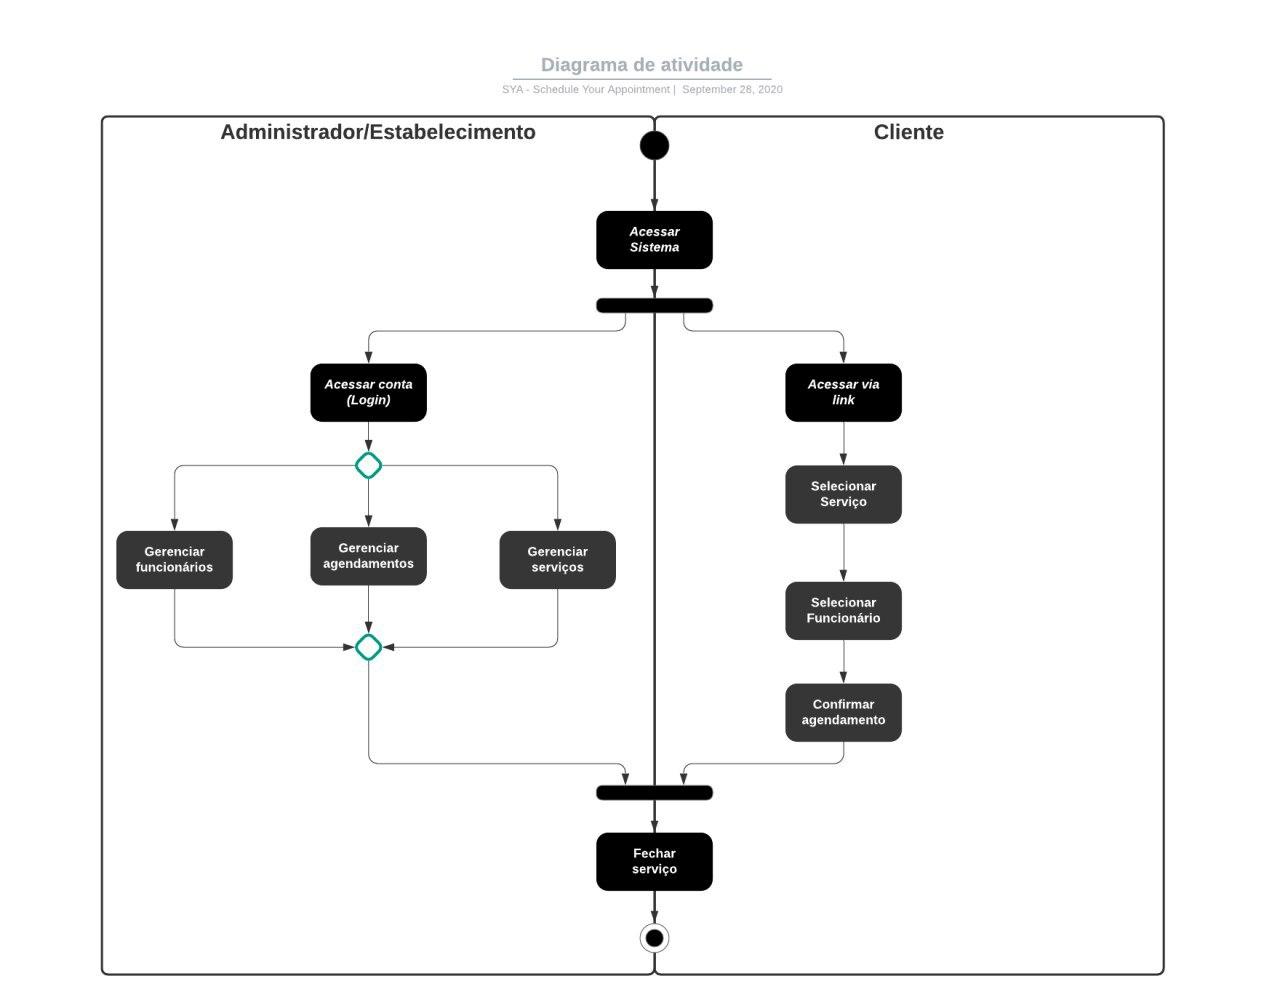 Diagrama de atividade
SYA - Schedule Your Appointment | September 28, 2020
Administrador/Estabelecimento
Cliente
Acessar
Sistema
Acessar conta
(Login)
Acessar via
link
Selecionar
Serviço
Gerenciar
funcionários
Gerenciar
agendamentos
Gerenciar
serviços
Selecionar
Funcionário
Confirmar
agendamento
Fechar
serviço